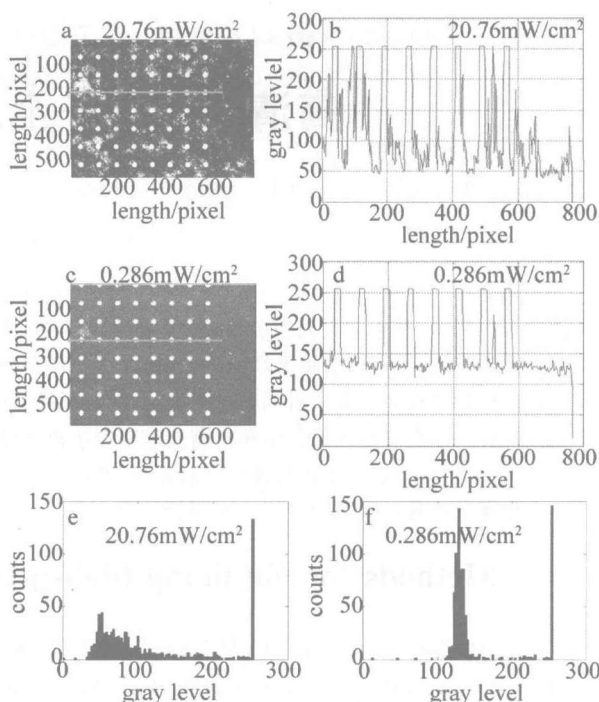 a 20.76mW/cm²
length/pixel
100
200
300
400
500
200 400 600
length/pixel
b 20.76mW/cm²
gray levlel
300
250
200
150
100
50
0
0 200 400 600 800
length/pixel
c 0.286mW/cm²
length/pixel
100
200
300
400
500
200 400 600
length/pixel
d 0.286mW/cm²
gray levlel
300
250
200
150
100
50
0
0 200 400 600 800
length/pixel
e 20.76mW/cm²
counts
150
100
50
0
0 100 200 300
gray level
f 0.286mW/cm²
counts
150
100
50
0
0 100 200 300
gray level